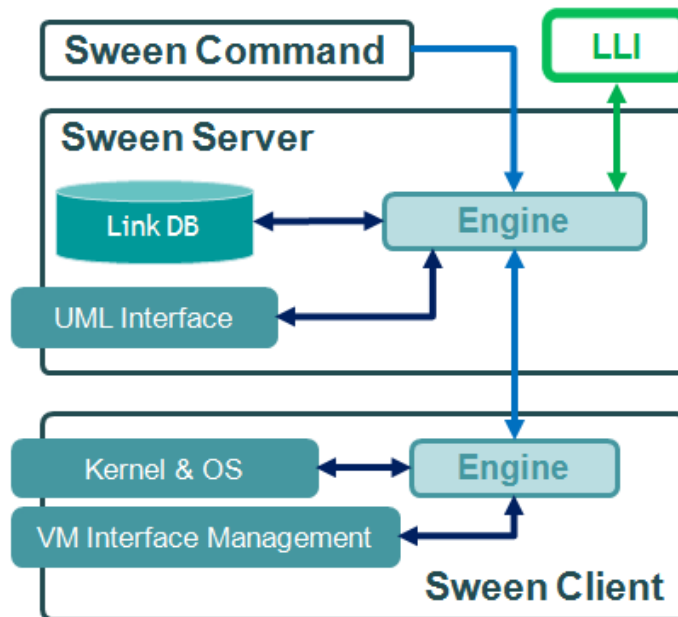 Sween Command
LLI
Sween Server
Link DB
Engine
UML Interface
Kernel & OS
Engine
VM Interface Management
Sween Client